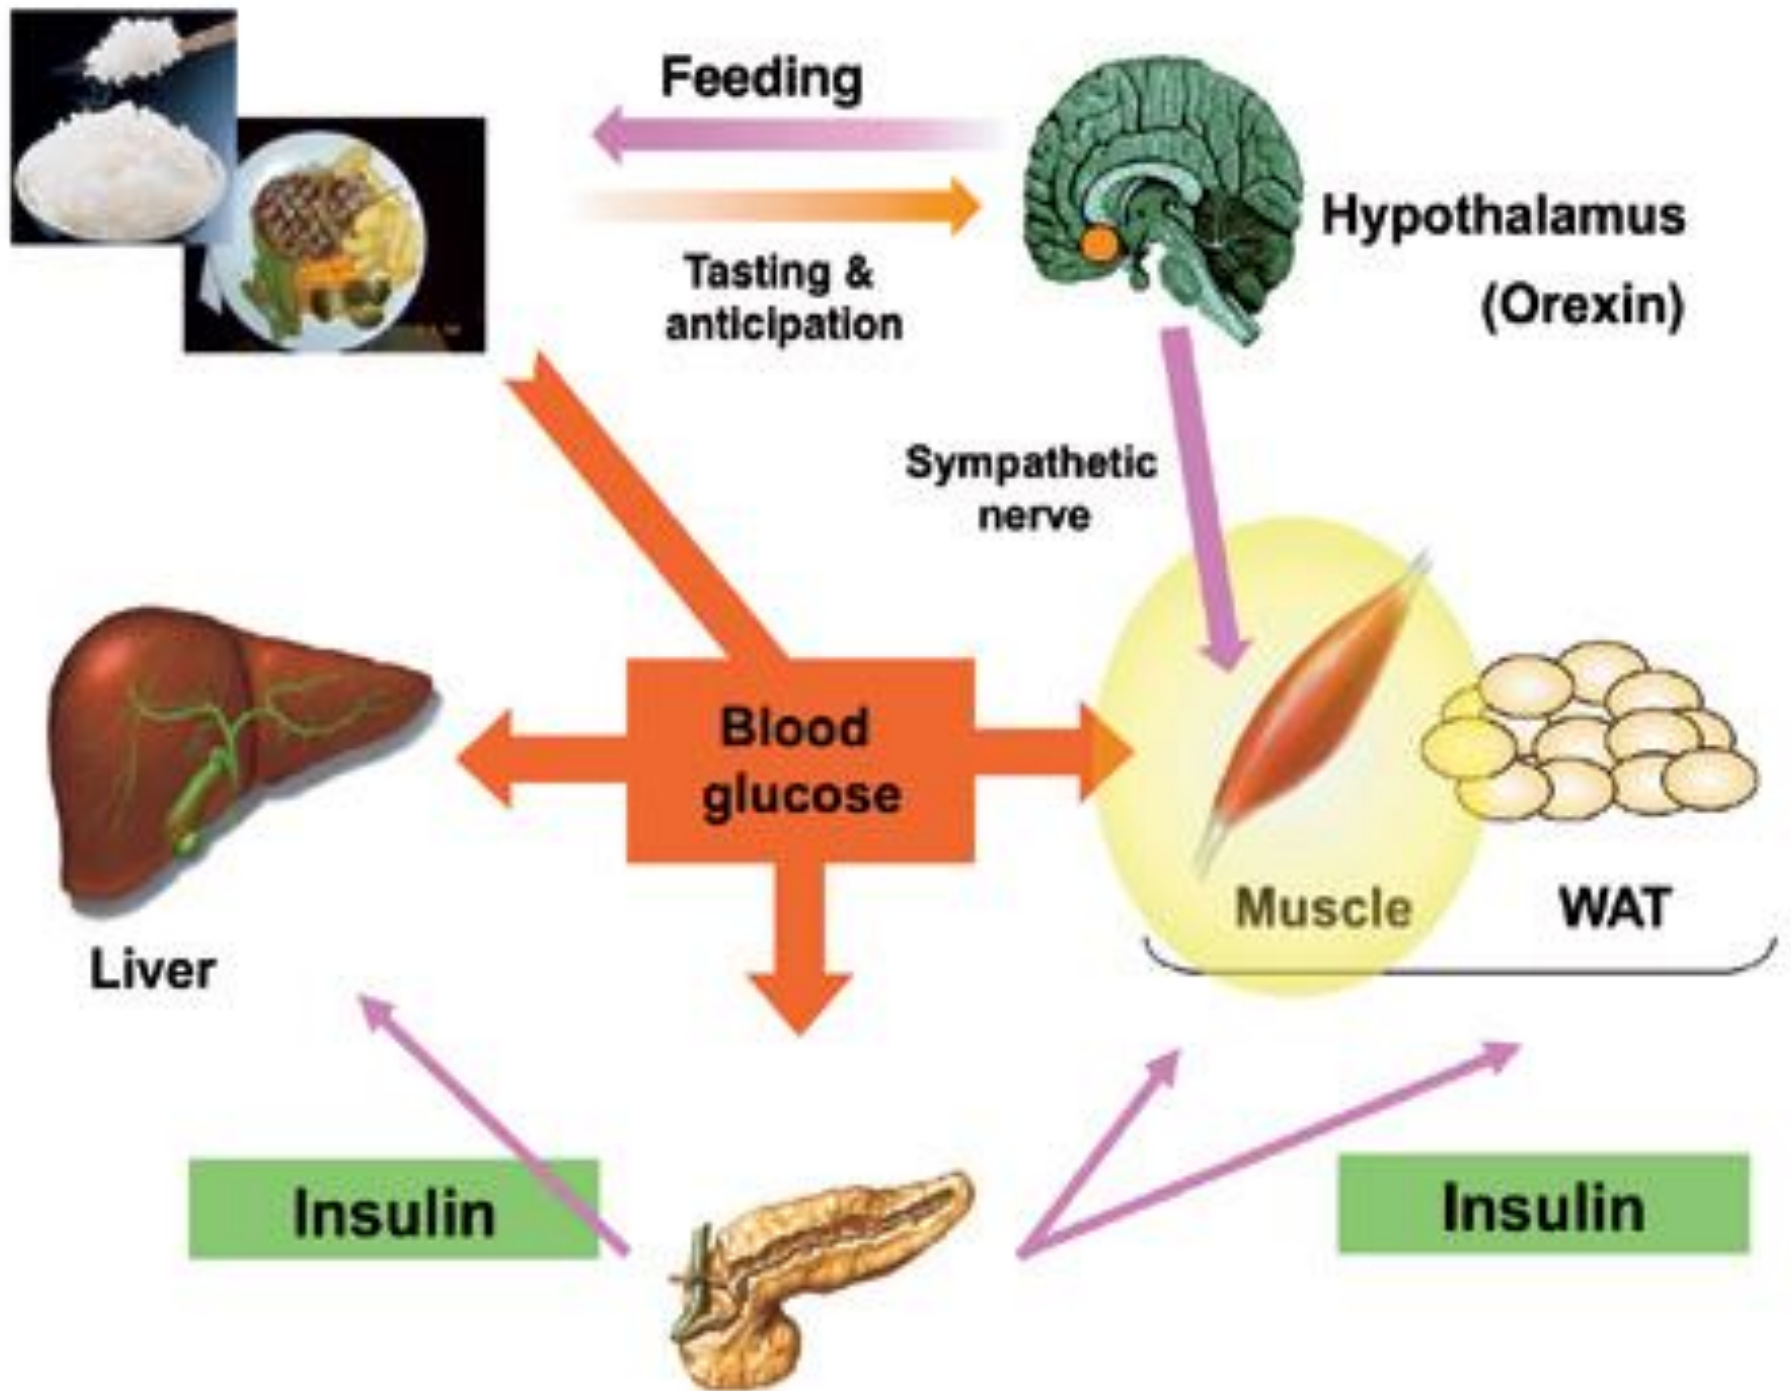 Feeding
Tasting &
anticipation
Hypothalamus
(Orexin)
Sympathetic
nerve
Blood
glucose
Liver
Muscle
WAT
Insulin
Insulin